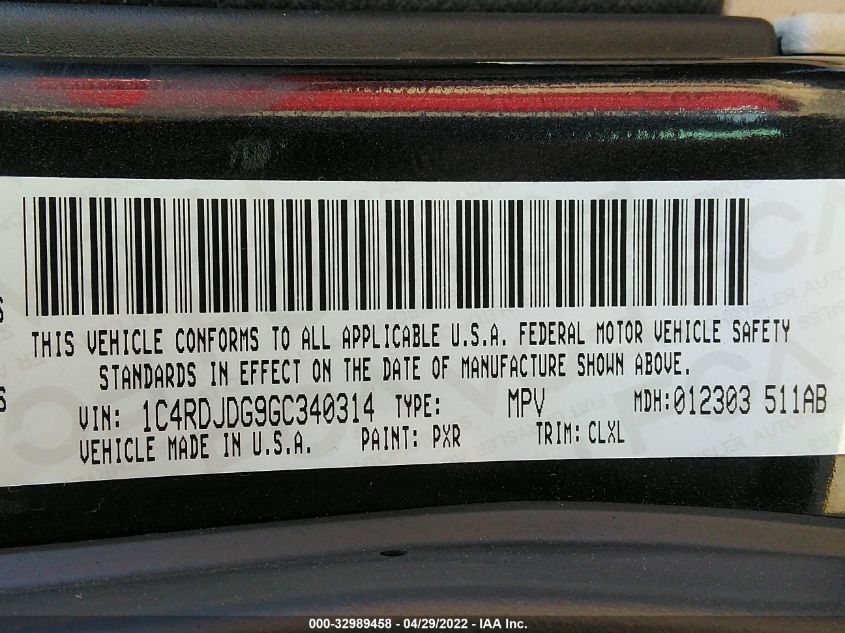 THIS VEHICLE CONFORMS TO ALL APPLICABLE U.S.A. FEDERAL MOTOR VEHICLE SAFETY
STANDARDS IN EFFECT ON THE DATE OF MANUFACTURE SHOWN ABOVE.
VIN: 1C4RDJDG9GC340314 TYPE: MPV MDH:012303 511AB
VEHICLE MADE IN U.S.A. PAINT: PXR TRIM: CLXL
000-32989458 - 04/29/2022 - IAA Inc.